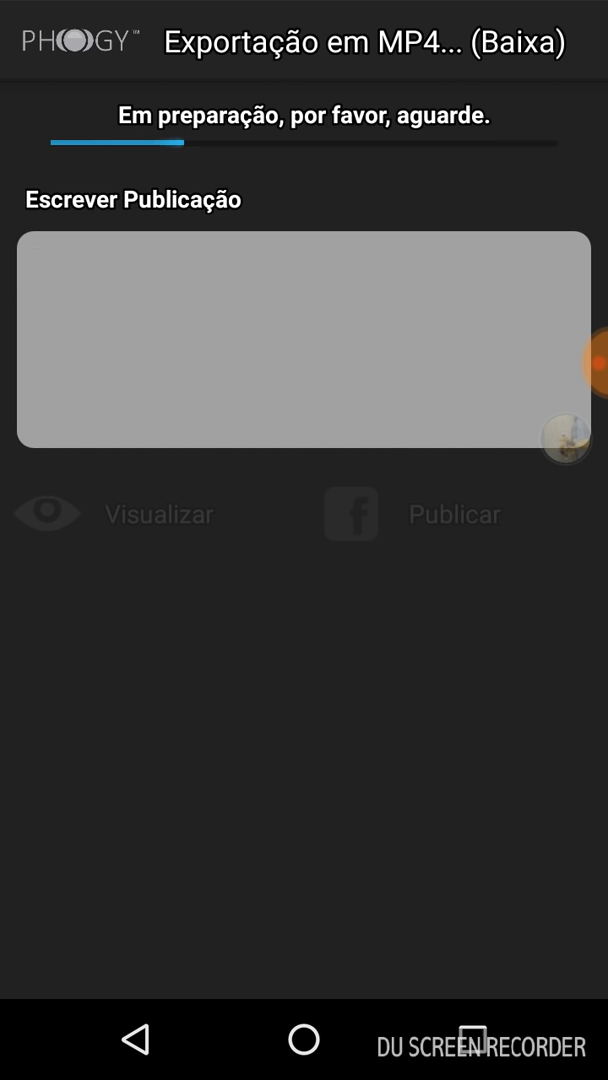 PHOGY™ Exportação em MP4... (Baixa)
Em preparação, por favor, aguarde.
Escrever Publicação
Visualizar Publicar
DU SCREEN RECORDER